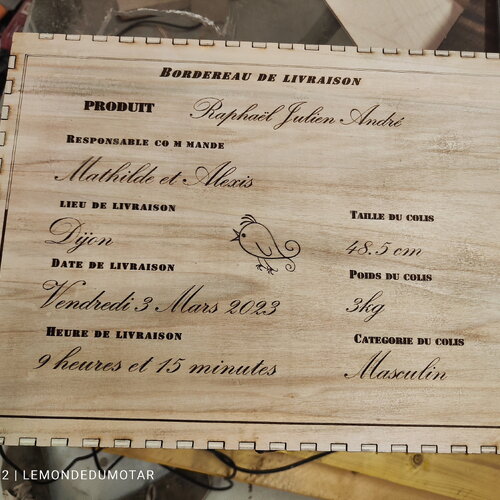 BORDEREAU DE LIVRAISON
PRODUIT Raphaël Julien André
RESPONSABLE CO M MANDE
Mathilde et Alexis
LIEU DE LIVRAISON
Dijon
DATE DE LIVRAISON
Vendredi 3 Mars 2023
HEURE DE LIVRAISON
9 heures et 15 minutes
TAILLE DU COLIS
48.5 cm
POIDS DU COLIS
3kg
CATEGORIE DU COLIS
Masculin
2 | LEMONDEDUMOTAR